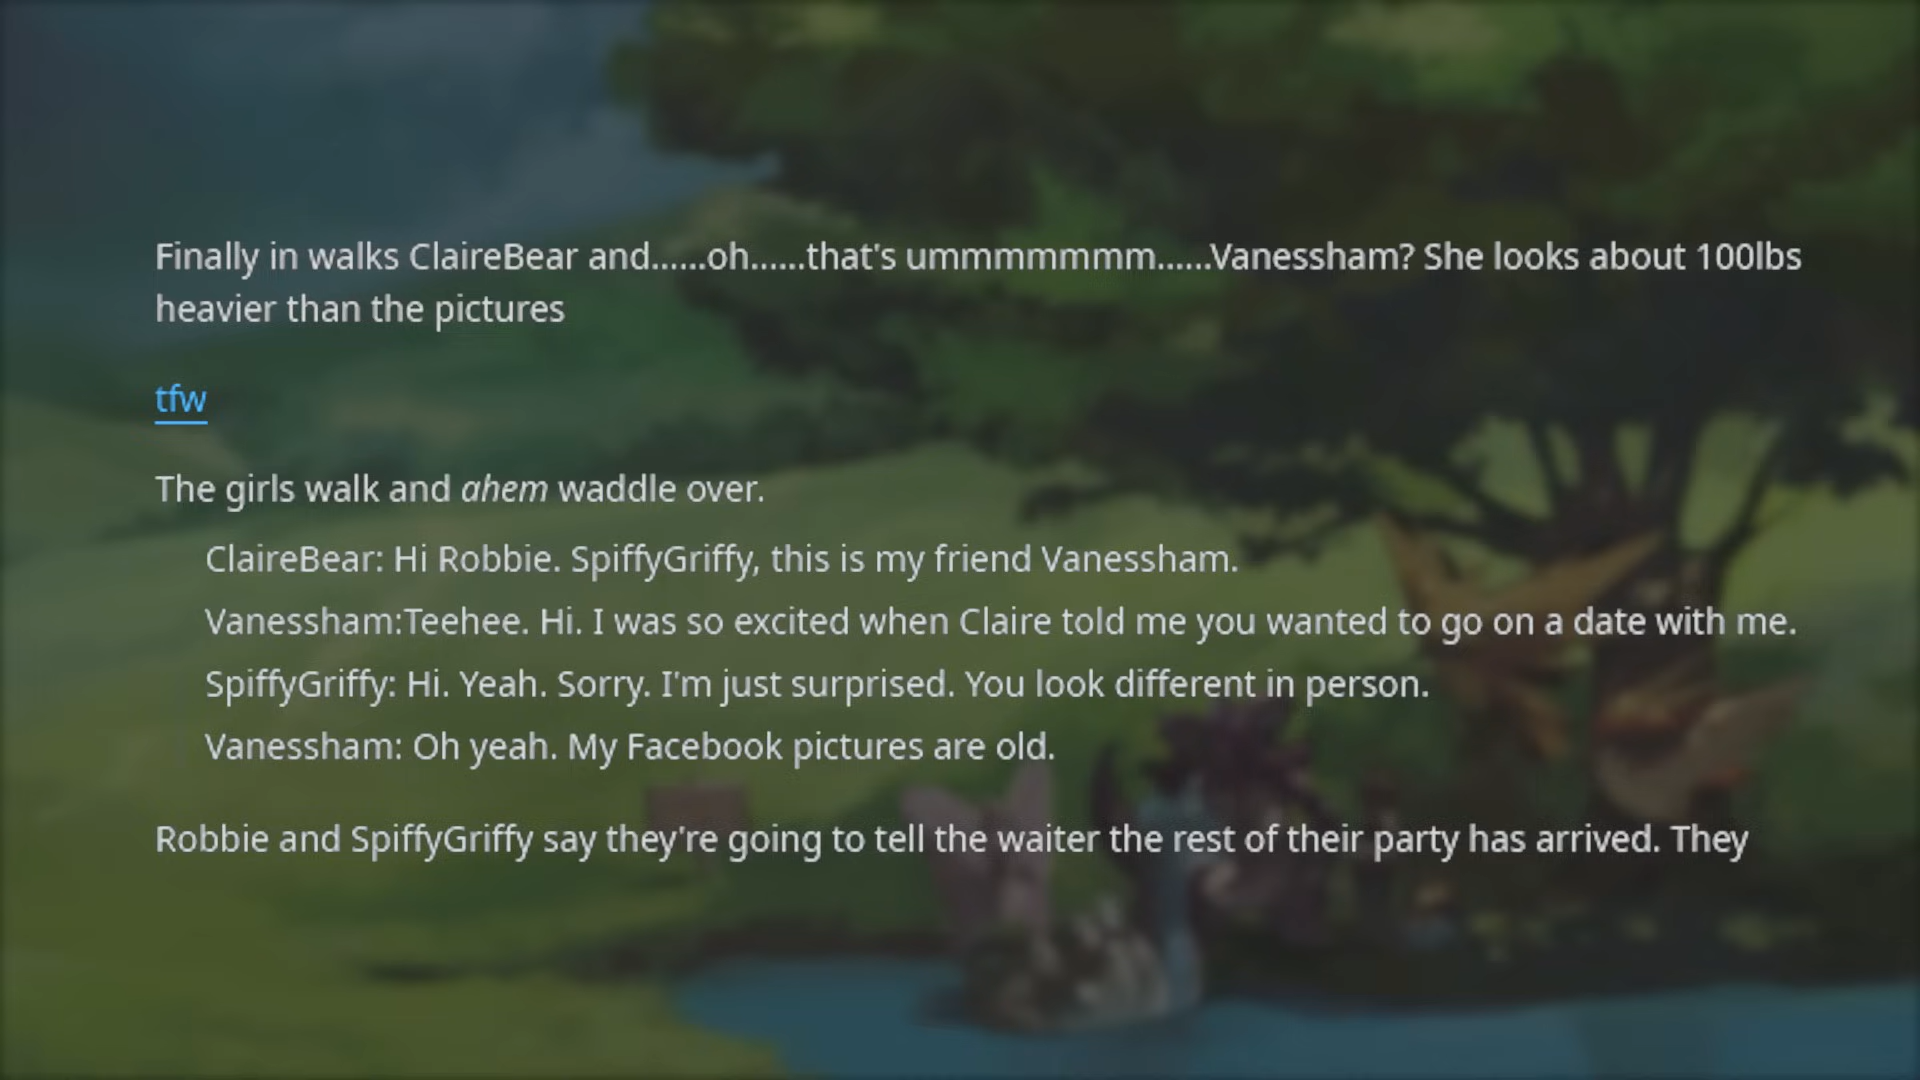 Finally in walks ClaireBear and......oh......that's ummmmmmm......Vanessham? She looks about 100lbs
heavier than the pictures
tfw
The girls walk and ahem waddle over.
ClaireBear: Hi Robbie. SpiffyGriffy, this is my friend Vanessham.
Vanessham:Teehee. Hi. I was so excited when Claire told me you wanted to go on a date with me.
SpiffyGriffy: Hi. Yeah. Sorry. I'm just surprised. You look different in person.
Vanessham: Oh yeah. My Facebook pictures are old.
Robbie and SpiffyGriffy say they're going to tell the waiter the rest of their party has arrived. They